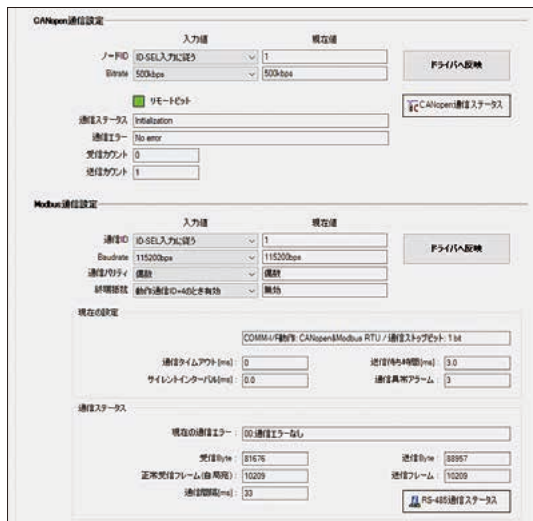 CANopen通信設定
入力値 現在値
ノードID ID-SEL入力に従う 1
Bitrate 500kbps 500kbps
ドライバへ反映
リモートビット
CANopen通信ステータス
通信ステータス Initialization
通信エラー No error
受信カウント 0
送信カウント 1
Modbus通信設定
入力値 現在値
通信ID ID-SEL入力に従う 1
Baudrate 115200bps 115200bps
ドライバへ反映
通信パリティ 偶数 偶数
終端抵抗 動作通信ID=40とき有効 無効
現在の設定
COMM-I/F動作: CANopen&Modbus RTU / 通信ストップビット: 1 bit
通信タイムアウト[ms]: 0 送信待ち時間[ms]: 3.0
サイレントインターバル[ms]: 0.0 通信異常アラーム: 3
通信ステータス
現在の通信エラー: 00:通信エラーなし
受信Byte: 81676 送信Byte: 88957
正常受信フレーム(自局宛): 10209 送信フレーム: 10209
通信間隔[ms]: 33
RS-485通信ステータス